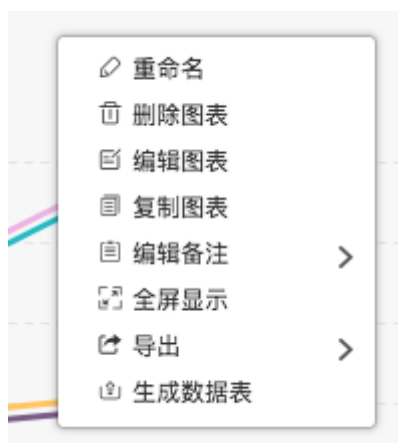 重命名
删除图表
编辑图表
复制图表
编辑备注
全屏显示
导出
生成数据表